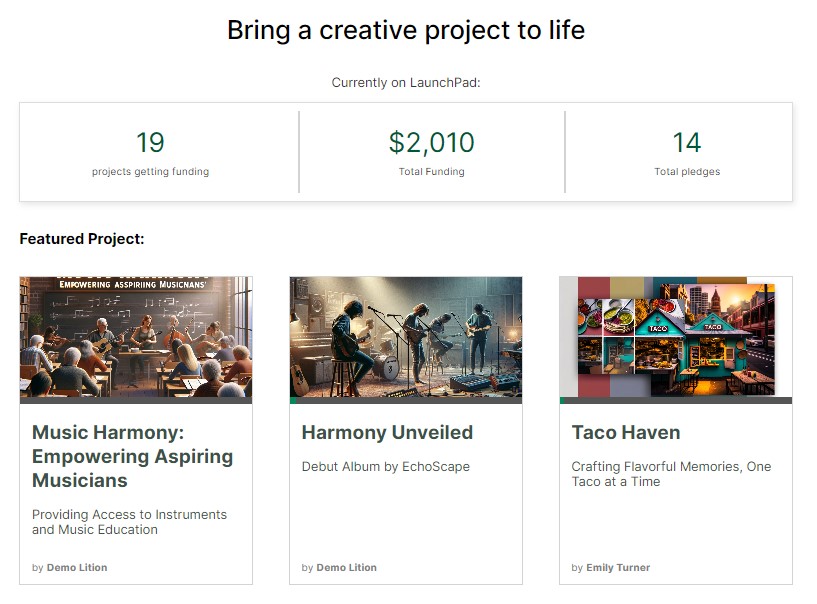 Bring a creative project to life
Currently on LaunchPad:
19
projects getting funding
$2,010
Total Funding
14
Total pledges
Featured Project:
EMPOWERING ASSPIRIING MUSICNANS'
Music Harmony:
Empowering Aspiring
Musicians
Providing Access to Instruments
and Music Education
by Demo Lition
Harmony Unveiled
Debut Album by EchoScape
by Demo Lition
TACO
TACO
Taco Haven
Crafting Flavorful Memories, One
Taco at a Time
by Emily Turner